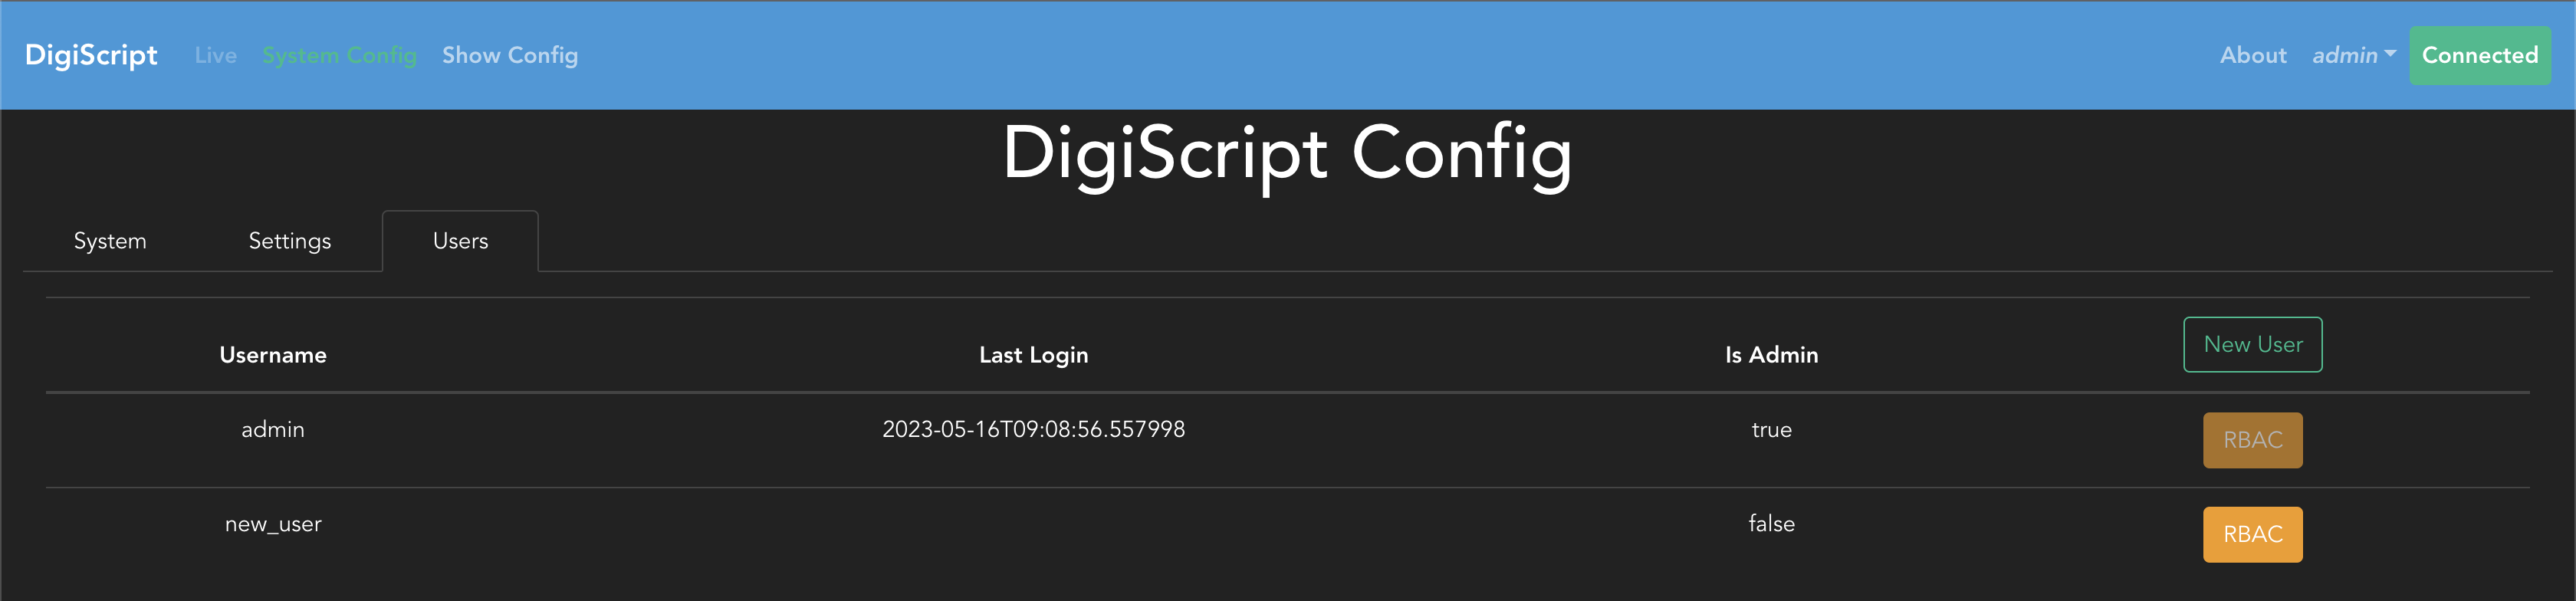 DigiScript Live System Config Show Config About admin Connected
DigiScript Config
System Settings Users
Username Last Login Is Admin New User
admin 2023-05-16T09:08:56.557998 true RBAC
new_user false RBAC